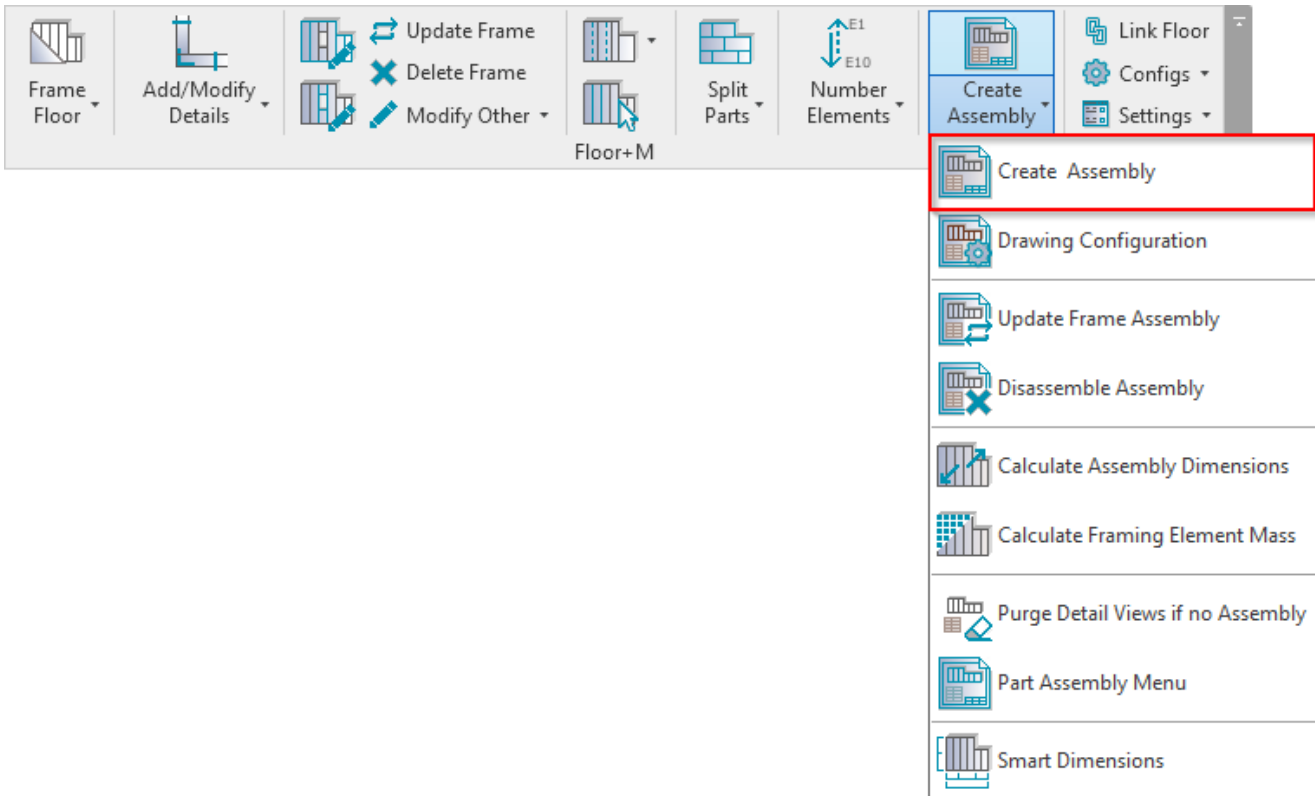 Frame
Floor
Add/Modify
Details
Update Frame
Delete Frame
Modify Other
Split
Parts
E1
E10
Number
Elements
Create
Assembly
Link Floor
Configs
Settings
Floor+M
Create Assembly
Drawing Configuration
Update Frame Assembly
Disassemble Assembly
Calculate Assembly Dimensions
Calculate Framing Element Mass
Purge Detail Views if no Assembly
Part Assembly Menu
Smart Dimensions